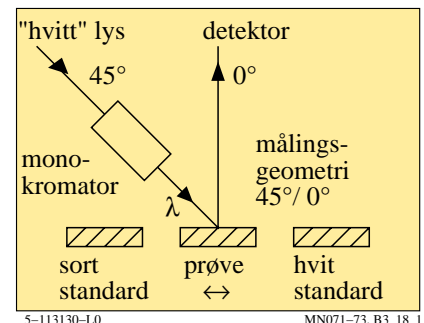 "hvitt" lys
detektor
45°
0°
mono-
kromator
λ
målings-
geometri
45°/ 0°
sort
standard
prøve
↔
hvit
standard
5–113130–L0
MN071–73, B3_18_1